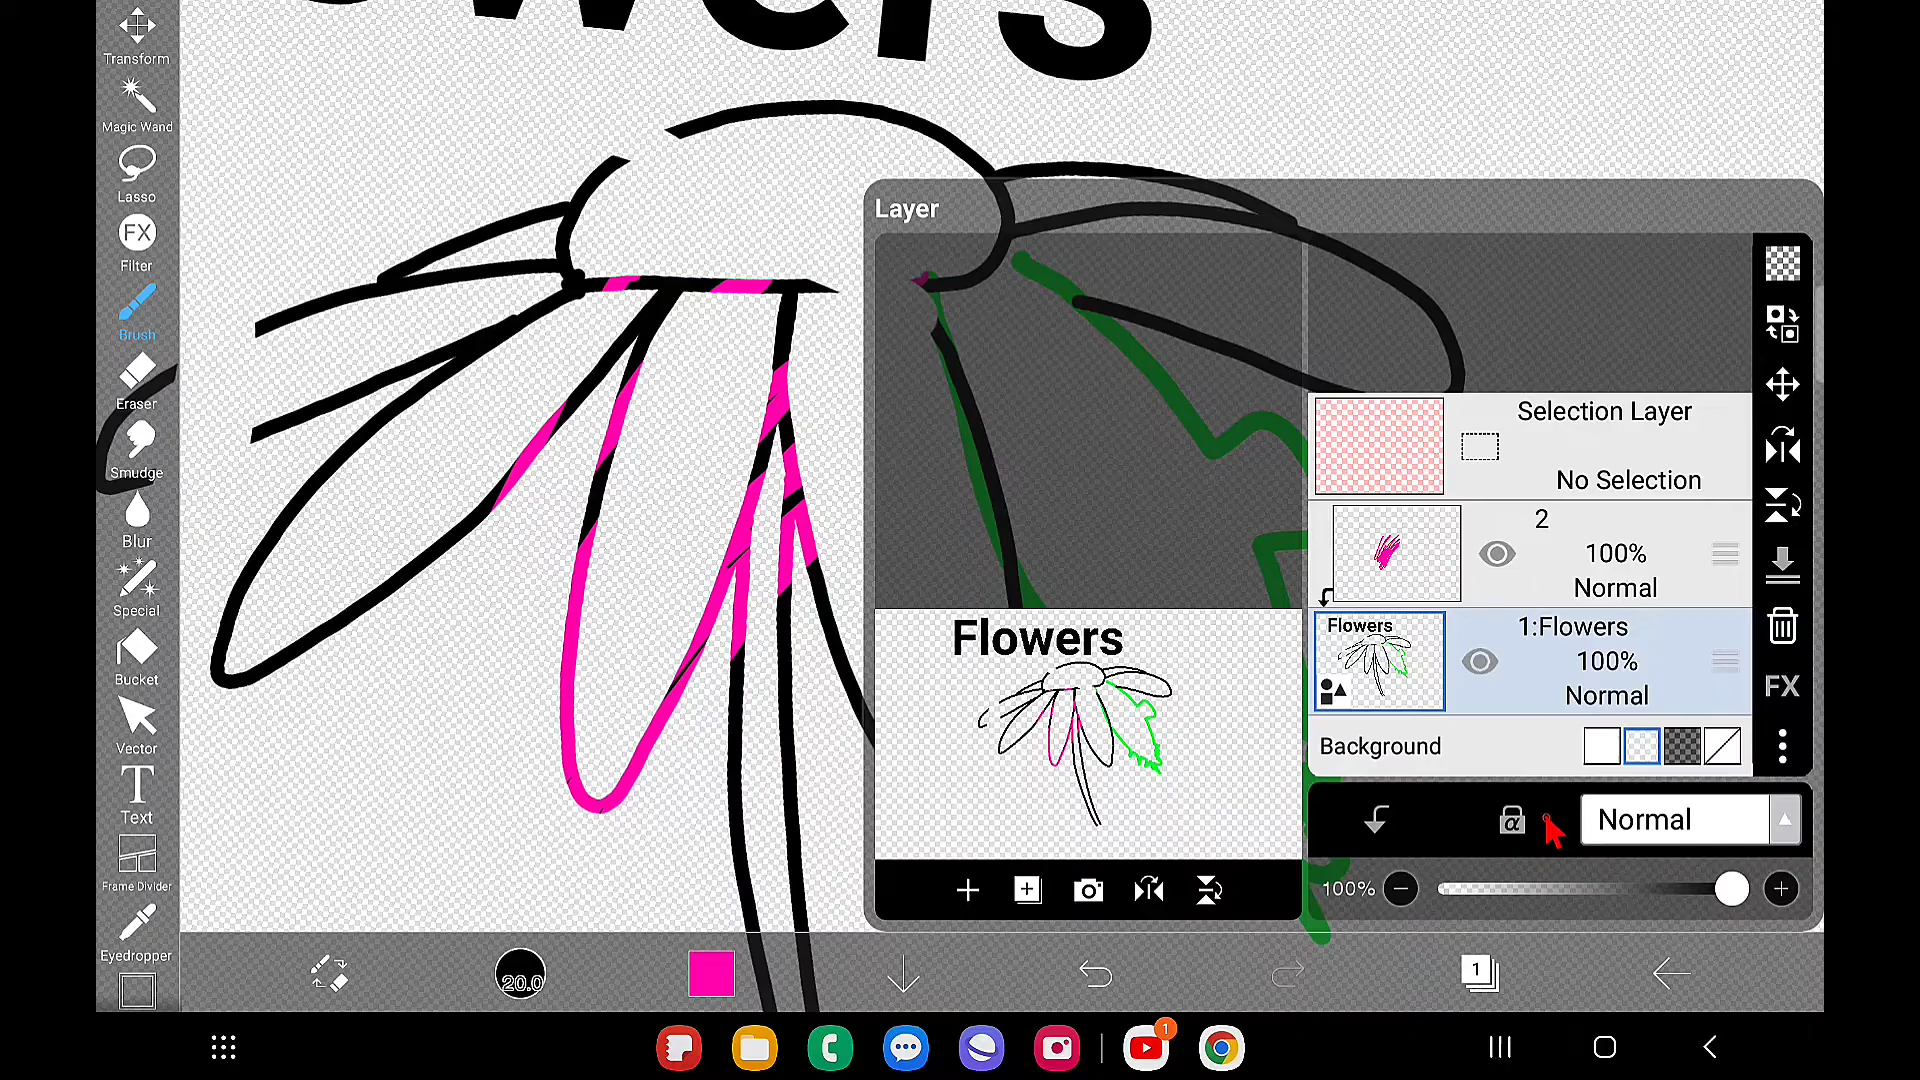 owers
Transform
Magic Wand
Lasso
FX
Filter
Brush
Eraser
Smudge
Blur
Special
Bucket
Vector
T
Text
Frame Divider
Eyedropper
Layer
Flowers
Selection Layer
No Selection
2
100%
Normal
Flowers
1:Flowers
100%
Normal
FX
Background
α
Normal
100%
20.0
1
1